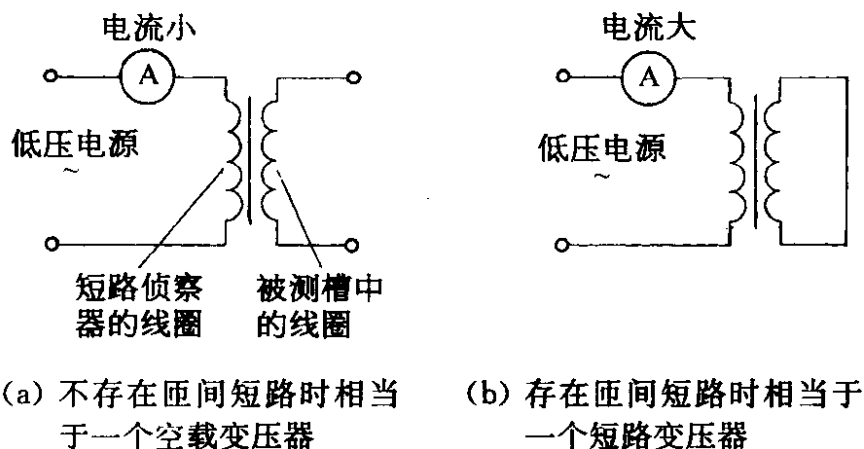 电流小
A
低压电源
~
短路侦察
器的线圈
被测槽中
的线圈
(a) 不存在匝间短路时相当
于一个空载变压器
电流大
A
低压电源
~
(b) 存在匝间短路时相当于
一个短路变压器